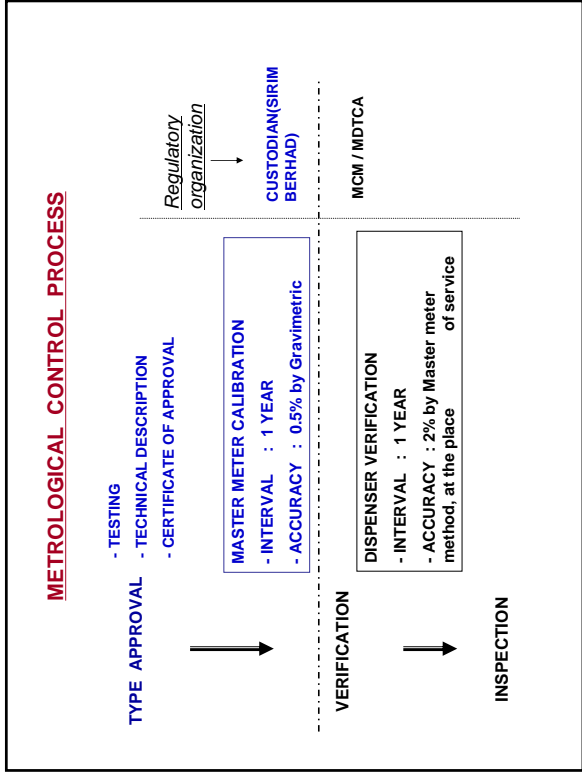 METROLOGICAL CONTROL PROCESS
TYPE APPROVAL
- TESTING
- TECHNICAL DESCRIPTION
- CERTIFICATE OF APPROVAL
Regulatory
organization
MASTER METER CALIBRATION
- INTERVAL : 1 YEAR
- ACCURACY : 0.5% by Gravimetric
CUSTODIAN(SIRIM
BERHAD)
VERIFICATION
DISPENSER VERIFICATION
- INTERVAL : 1 YEAR
- ACCURACY : 2% by Master meter
method, at the place of service
MCM / MDTCA
INSPECTION